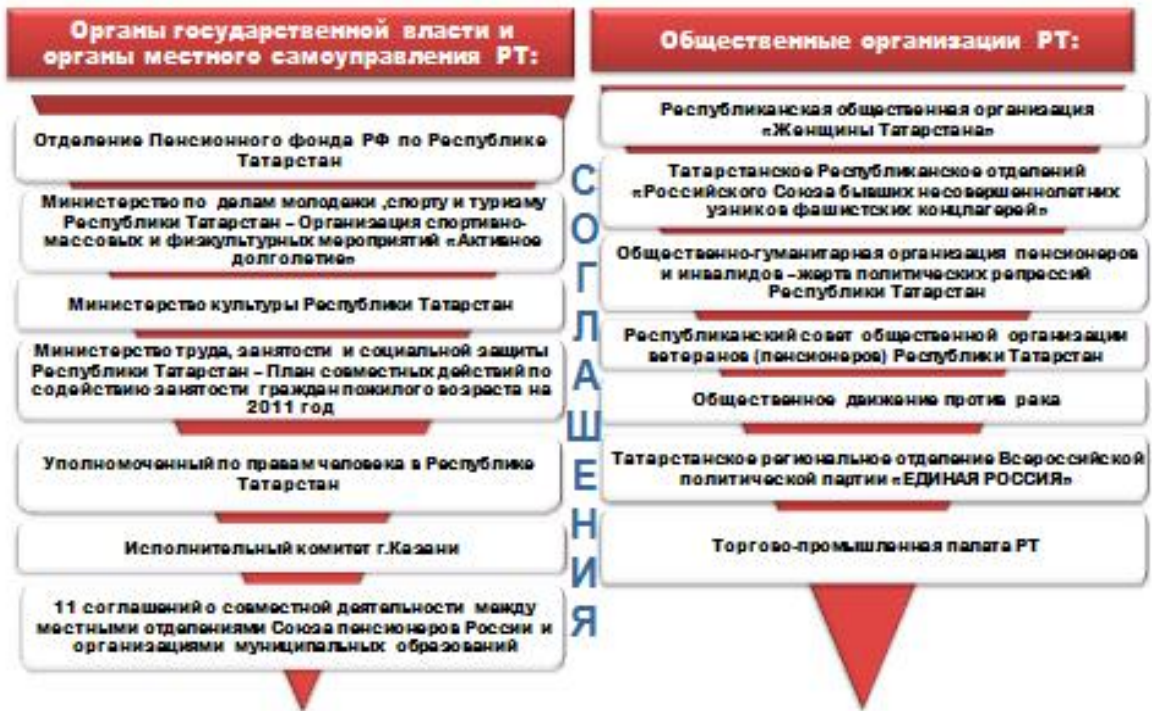 Органы государственной власти и
органы местного самоуправления РТ:
Отделение Пенсионного фонда РФ по Республике
Татарстан
Министерство по делам молодежи ,спорту и туризму
Республики Татарстан – Организация спортивно-
массовых и физкультурных мероприятий «Активное
долголетие»
Министерство культуры Республики Татарстан
Министерство труда, занятости и социальной защиты
Республики Татарстан – План совместных действий по
содействию занятости граждан пожилого возраста на
2011 год
Уполномоченный по правам человека в Республике
Татарстан
Исполнительный комитет г.Казани
11 соглашений о совместной деятельности между
местными отделениями Союза пенсионеров России и
организациями муниципальных образований
СОГЛАШЕНИЯ
Общественные организации РТ:
Республиканская общественная организация
«Женщины Татарстана»
Татарстанское Республиканское отделений
«Российского Союза бывших несовершеннолетних
узников фашистских концлагерей»
Общественно-гуманитарная организация пенсионеров
и инвалидов –жертв политических репрессий
Республики Татарстан
Республиканский совет общественной организации
ветеранов (пенсионеров) Республики Татарстан
Общественное движение против рака
Татарстанское региональное отделение Всероссийской
политической партии «ЕДИНАЯ РОССИЯ»
Торгово-промышленная палата РТ